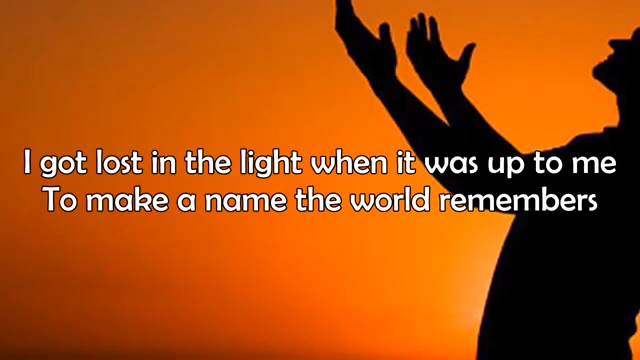 I got lost in the light when it was up to me
To make a name the world remembers